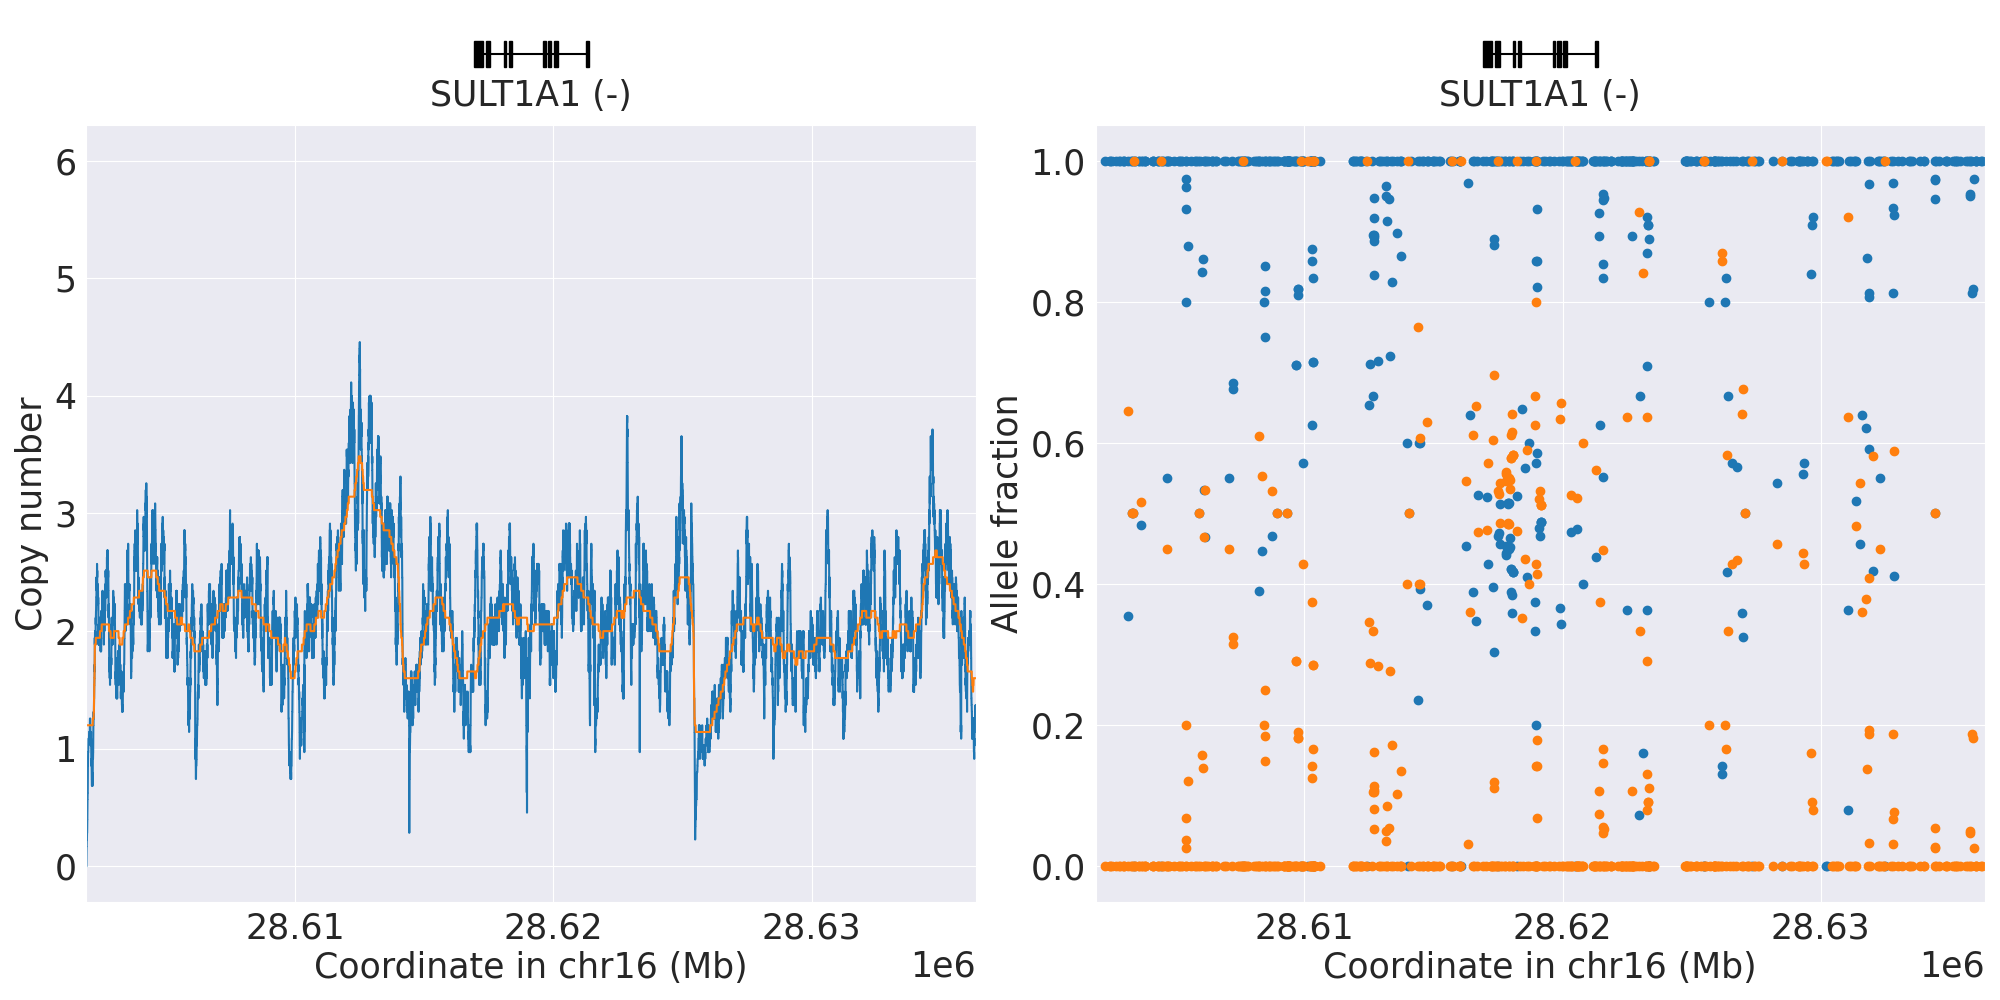 SULT1A1 (-)
6
5
4
3
2
1
0
Copy number
28.61
28.62
28.63
Coordinate in chr16 (Mb)
1e6
SULT1A1 (-)
1.0
0.8
0.6
0.4
0.2
0.0
Allele fraction
28.61
28.62
28.63
Coordinate in chr16 (Mb)
1e6